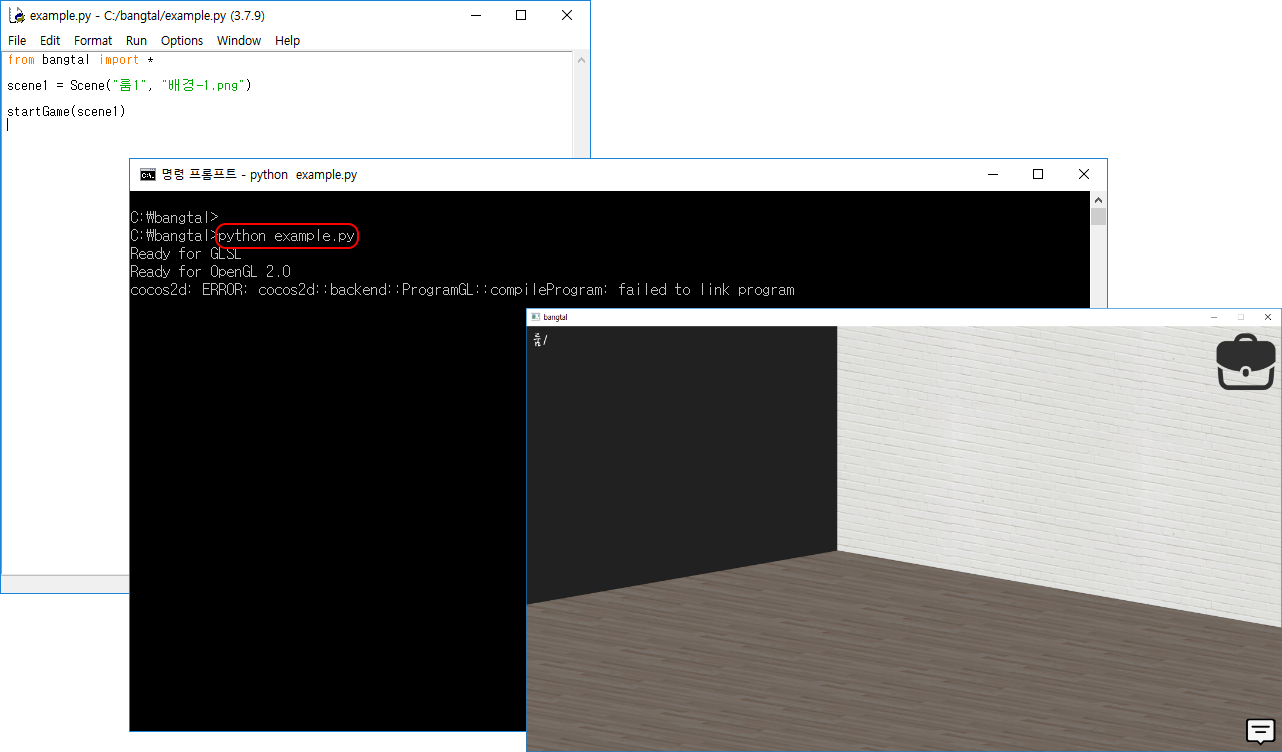 example.py - C:/bangtal/example.py (3.7.9)
File Edit Format Run Options Window Help
from bangtal import *
scene1 = Scene("룸1", "배경-1.png")
startGame(scene1)
명령 프롬프트 - python example.py
C:₩bangtal>
C:₩bangtal>python example.py
Ready for GLSL
Ready for OpenGL 2.0
cocos2d: ERROR: cocos2d::backend::ProgramGL::compileProgram: failed to link program
bangtal
룸1